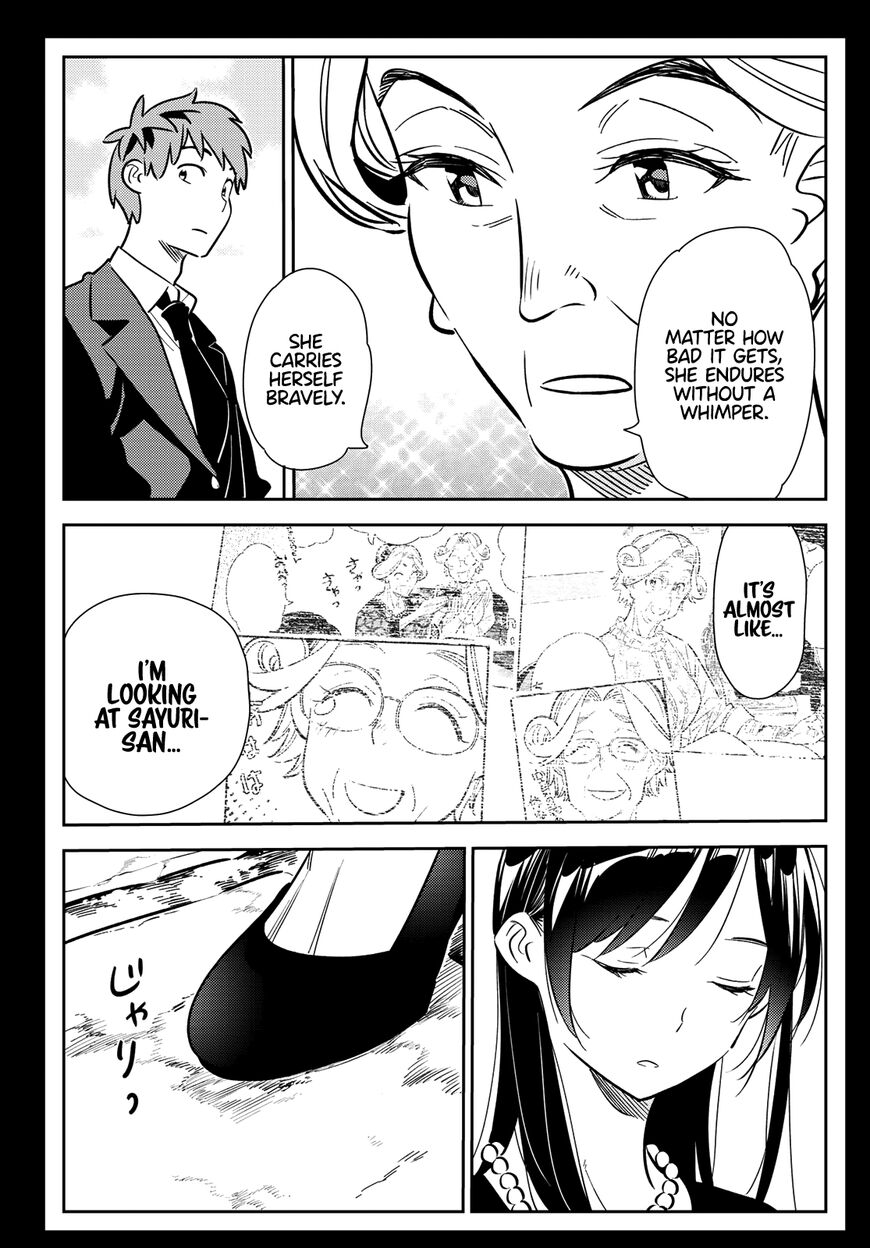 NO
MATTER HOW
BAD IT GETS,
SHE ENDURES
WITHOUT A
WHIMPER.
SHE
CARRIES
HERSELF
BRAVELY.
IT'S
ALMOST
LIKE...
I'M
LOOKING
AT SAYURI-
SAN...
じゃりっ